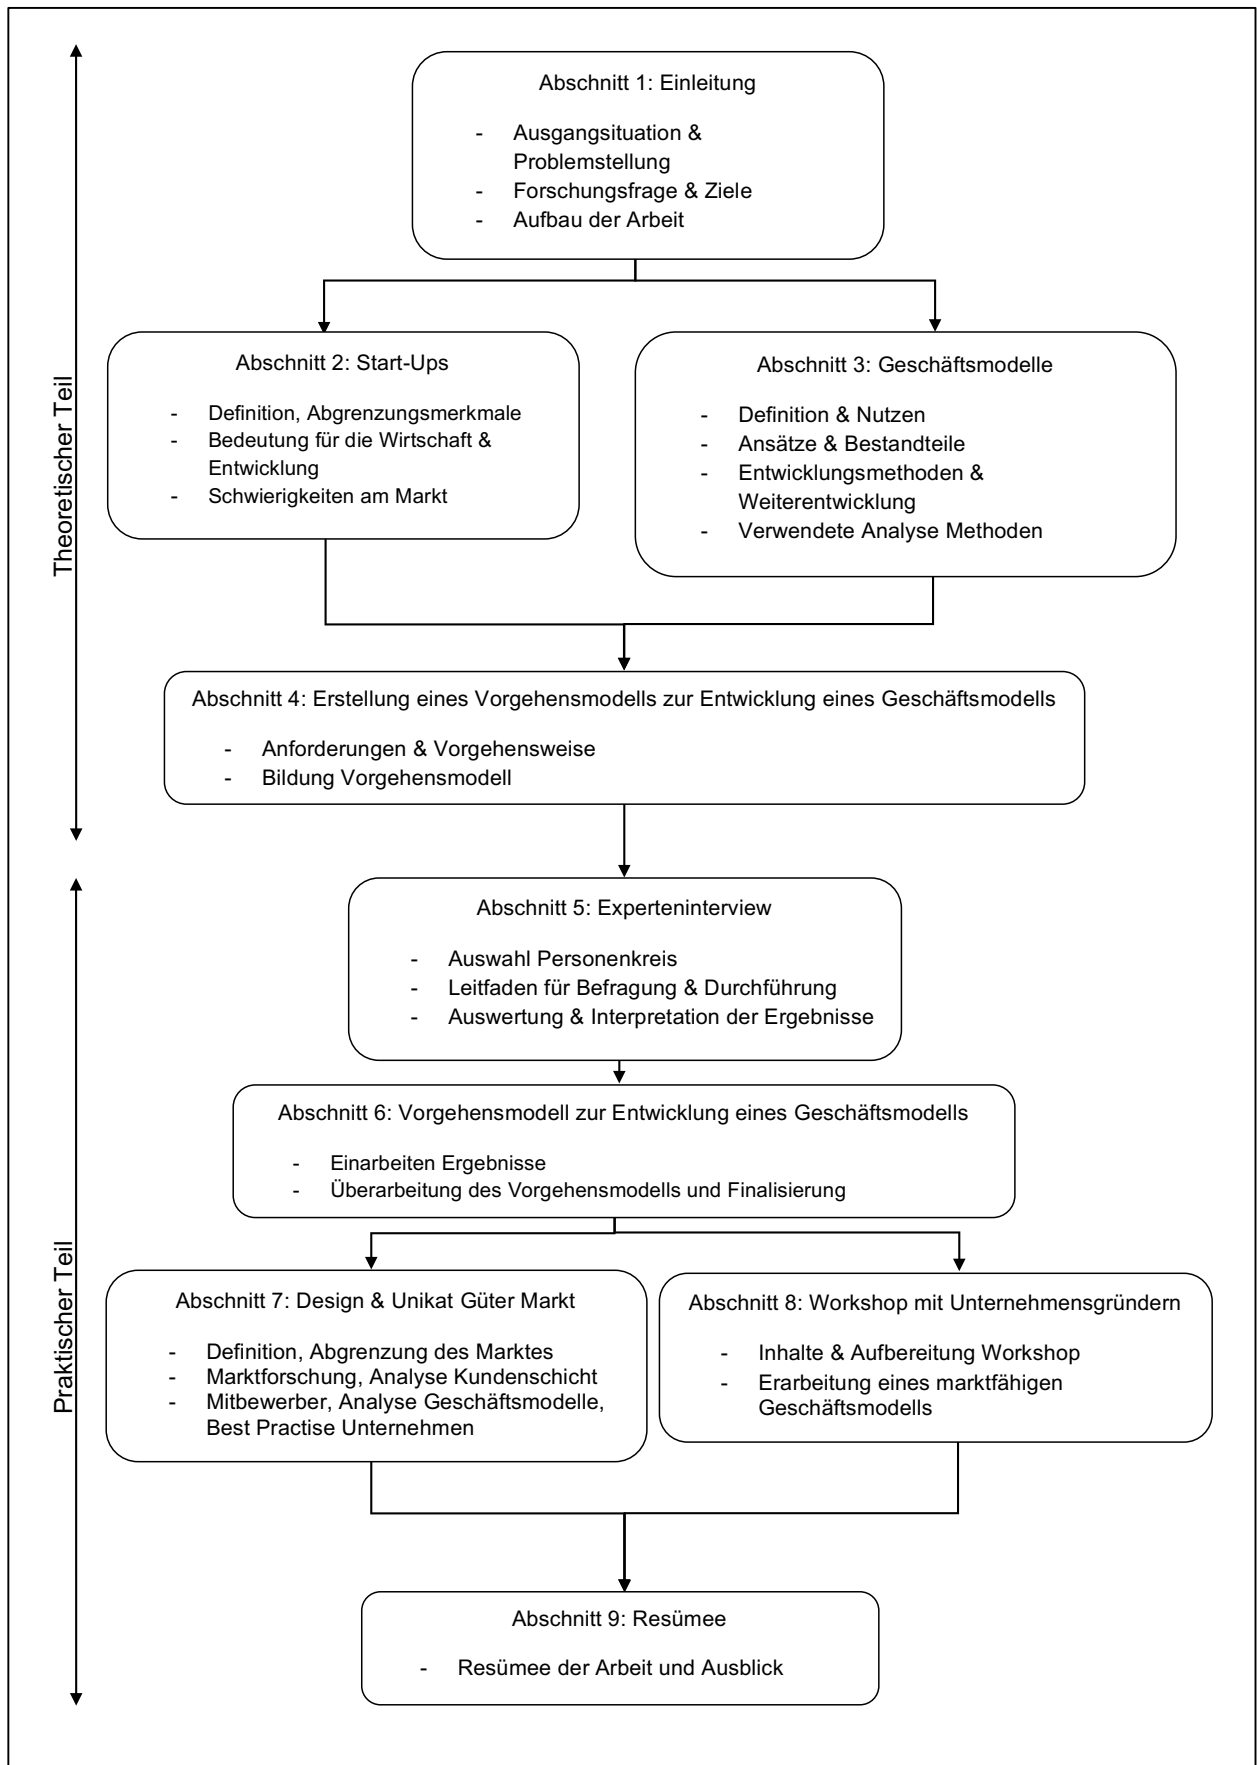 Theoretischer Teil
Abschnitt 1: Einleitung
- Ausgangsituation &
Problemstellung
- Forschungsfrage & Ziele
- Aufbau der Arbeit
Abschnitt 2: Start-Ups
- Definition, Abgrenzungsmerkmale
- Bedeutung für die Wirtschaft &
Entwicklung
- Schwierigkeiten am Markt
Abschnitt 3: Geschäftsmodelle
- Definition & Nutzen
- Ansätze & Bestandteile
- Entwicklungsmethoden &
Weiterentwicklung
- Verwendete Analyse Methoden
Abschnitt 4: Erstellung eines Vorgehensmodells zur Entwicklung eines Geschäftsmodells
- Anforderungen & Vorgehensweise
- Bildung Vorgehensmodell
Praktischer Teil
Abschnitt 5: Experteninterview
- Auswahl Personenkreis
- Leitfaden für Befragung & Durchführung
- Auswertung & Interpretation der Ergebnisse
Abschnitt 6: Vorgehensmodell zur Entwicklung eines Geschäftsmodells
- Einarbeiten Ergebnisse
- Überarbeitung des Vorgehensmodells und Finalisierung
Abschnitt 7: Design & Unikat Güter Markt
- Definition, Abgrenzung des Marktes
- Marktforschung, Analyse Kundenschicht
- Mitbewerber, Analyse Geschäftsmodelle,
Best Practise Unternehmen
Abschnitt 8: Workshop mit Unternehmensgründern
- Inhalte & Aufbereitung Workshop
- Erarbeitung eines marktfähigen
Geschäftsmodells
Abschnitt 9: Resümee
- Resümee der Arbeit und Ausblick